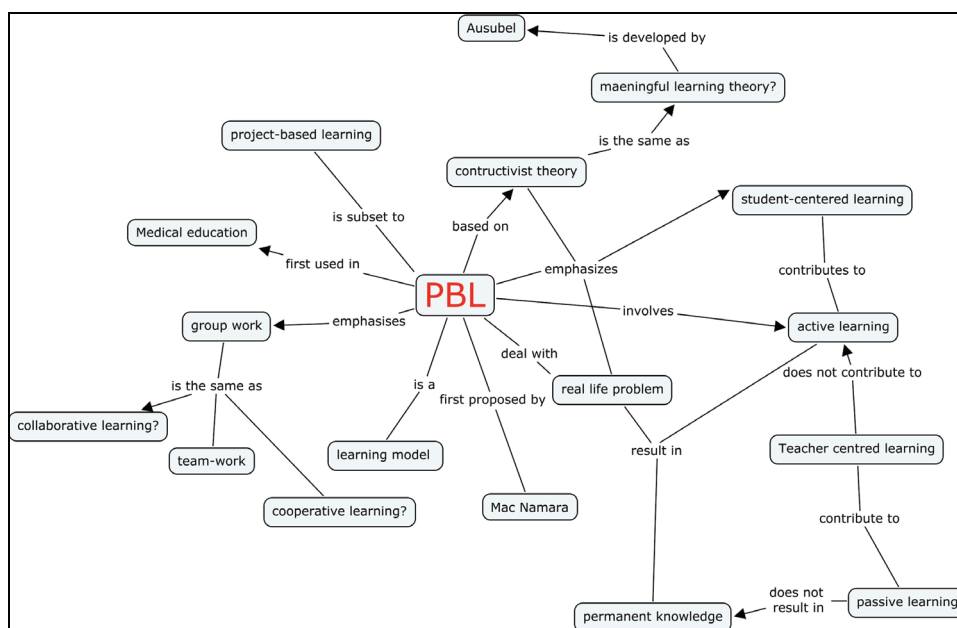 Ausubel
is developed by
maeningful learning theory?
project-based learning
is the same as
contructivist theory
student-centered learning
is subset to
based on
Medical education
first used in
emphasizes
contributes to
PBL
involves
group work
emphasises
active learning
deal with
does not contribute to
is the same as
is a
first proposed by
real life problem
collaborative learning?
team-work
learning model
result in
Teacher centred learning
cooperative learning?
Mac Namara
contribute to
does not
result in
passive learning
permanent knowledge